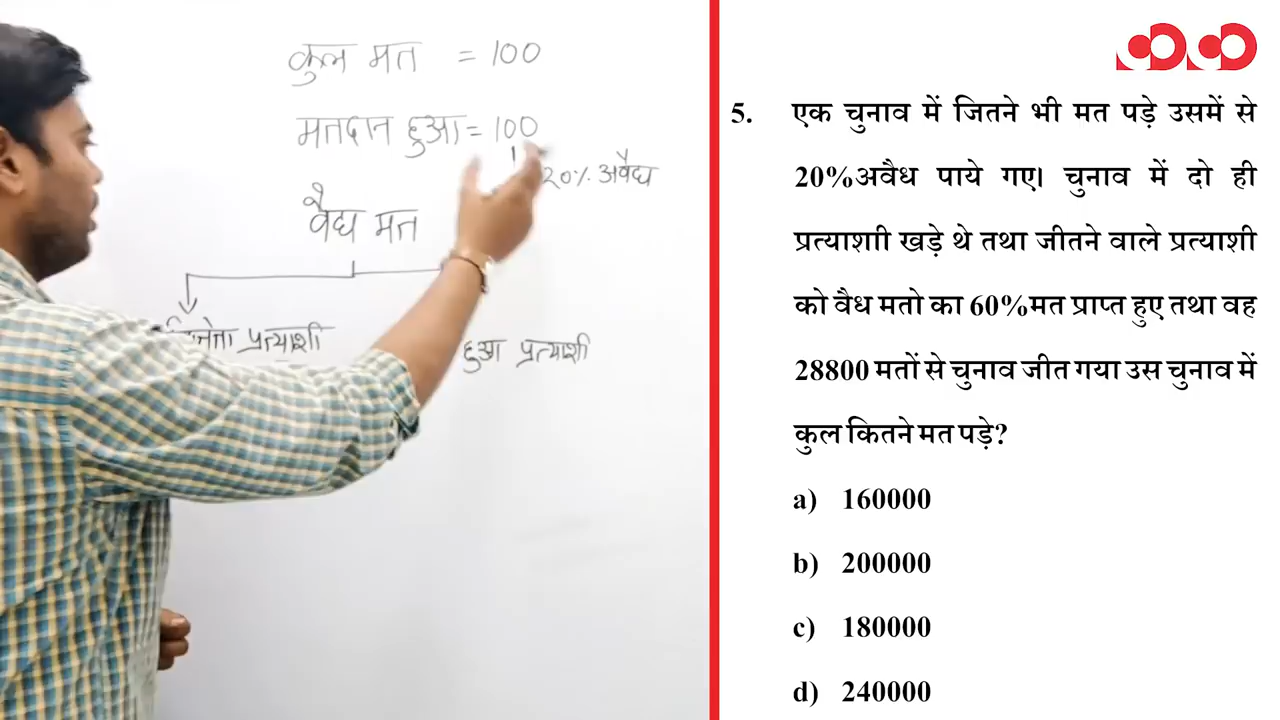 कुल मत = 100
मतदान हुआ = 100
20% अवैध
वैध मत
प्रत्याशी
हुआ प्रत्याशी
5. एक चुनाव में जितने भी मत पड़े उसमें से
20%अवैध पाये गए। चुनाव में दो ही
प्रत्याशाी खड़े थे तथा जीतने वाले प्रत्याशी
को वैध मतो का 60%मत प्राप्त हुए तथा वह
28800 मतों से चुनाव जीत गया उस चुनाव में
कुल कितने मत पड़े?
a) 160000
b) 200000
c) 180000
d) 240000